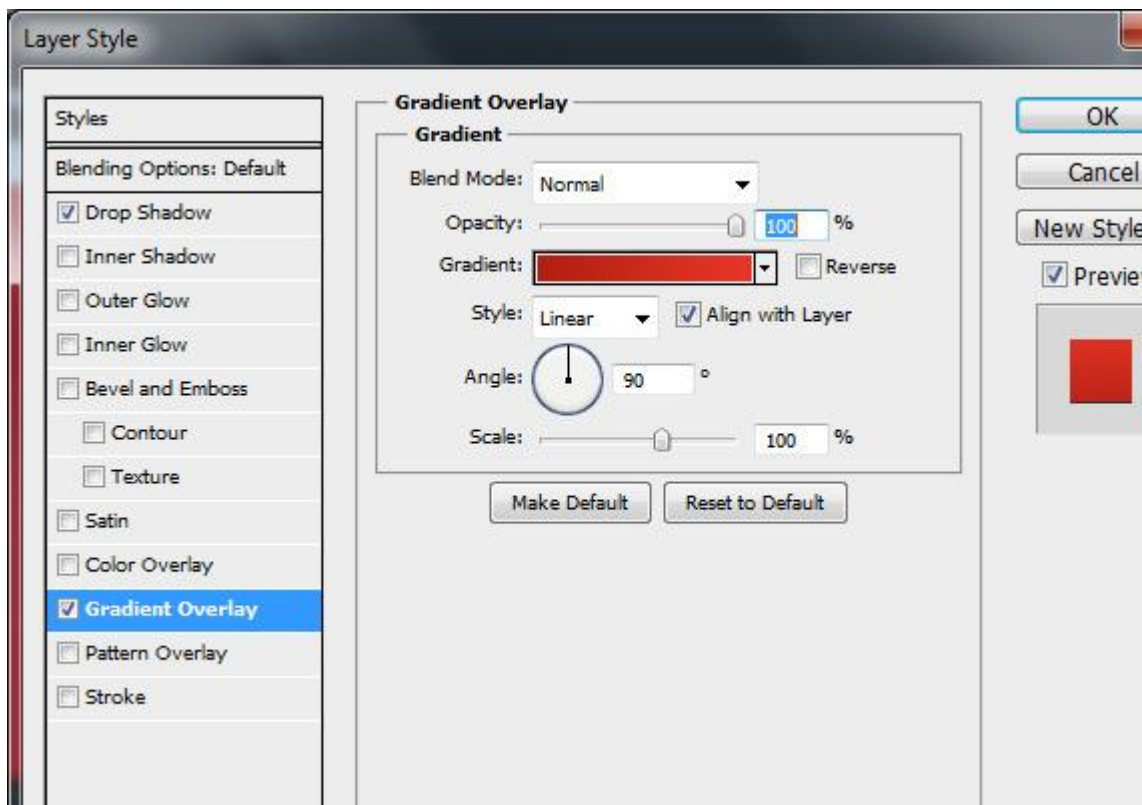 Layer Style
Styles
Blending Options: Default
Drop Shadow
Inner Shadow
Outer Glow
Inner Glow
Bevel and Emboss
Contour
Texture
Satin
Color Overlay
Gradient Overlay
Pattern Overlay
Stroke
Gradient Overlay
Gradient
Blend Mode: Normal
Opacity: 100 %
Gradient: Reverse
Style: Linear Align with Layer
Angle: 90 °
Scale: 100 %
Make Default Reset to Default
OK
Cancel
New Style
Previe